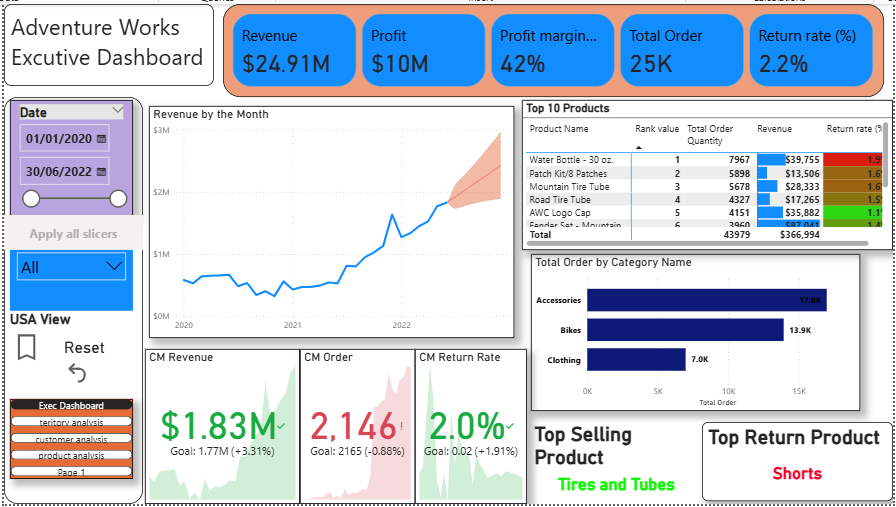 Adventure Works
Excutive Dashboard
Revenue
$24.91M
Profit
$10M
Profit margin...
42%
Total Order
25K
Return rate (%)
2.2%
Date
01/01/2020
30/06/2022
Apply all slicers
All
USA View
Reset
Exec Dashboard
teritory analysis
customer analysis
product analysis
Page 1
Revenue by the Month
$3M
$2M
$1M
$0M
2020 2021 2022
Top 10 Products
Product Name Rank value Total Order Quantity Revenue Return rate (%
Water Bottle - 30 oz. 1 7967 $39,755 1.9
Patch Kit/8 Patches 2 5898 $13,506 1.6
Mountain Tire Tube 3 5678 $28,333 1.6
Road Tire Tube 4 4327 $17,265 1.5
AWC Logo Cap 5 4151 $35,882 1.1
Fender Set - Mountain 6 3960 $87,041 1.4
Total 43979 $366,994
Total Order by Category Name
Accessories 17.0K
Bikes 13.9K
Clothing 7.0K
0K 5K 10K 15K
Total Order
CM Revenue
$1.83M
Goal: 1.77M (+3.31%)
CM Order
2,146!
Goal: 2165 (-0.88%)
CM Return Rate
2.0%
Goal: 0.02 (+1.91%)
Top Selling
Product
Tires and Tubes
Top Return Product
Shorts